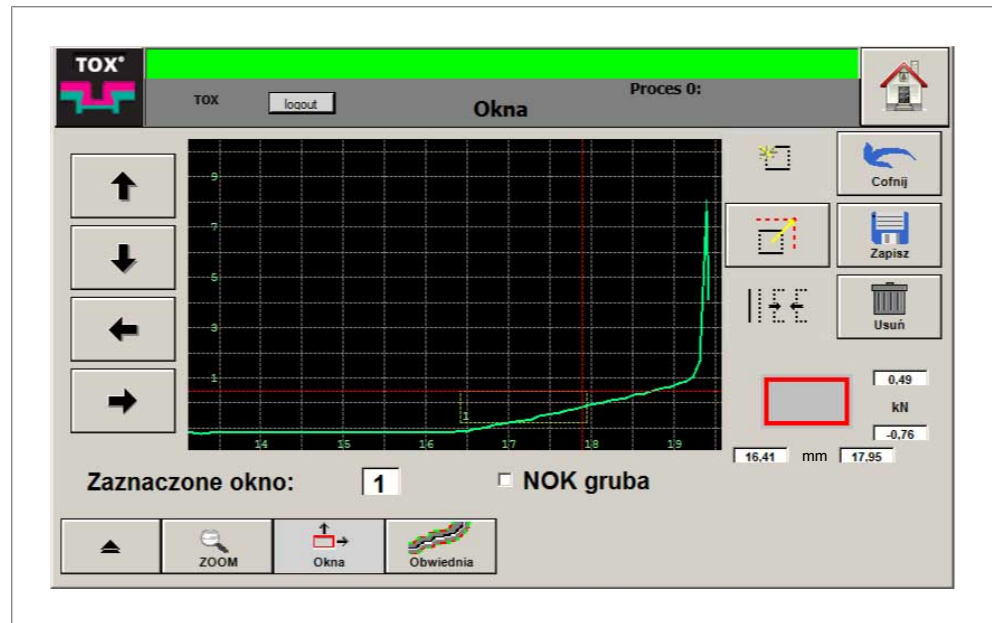 TOX®
TOX
logout
Okna
Proces 0:
Cofnij
9
7
Zapisz
5
3
Usuń
1
0,49
kN
1
-0,76
14 15 16 17 18 19
16,41 mm 17,95
Zaznaczone okno: 1 NOK gruba
ZOOM Okna Obwiednia